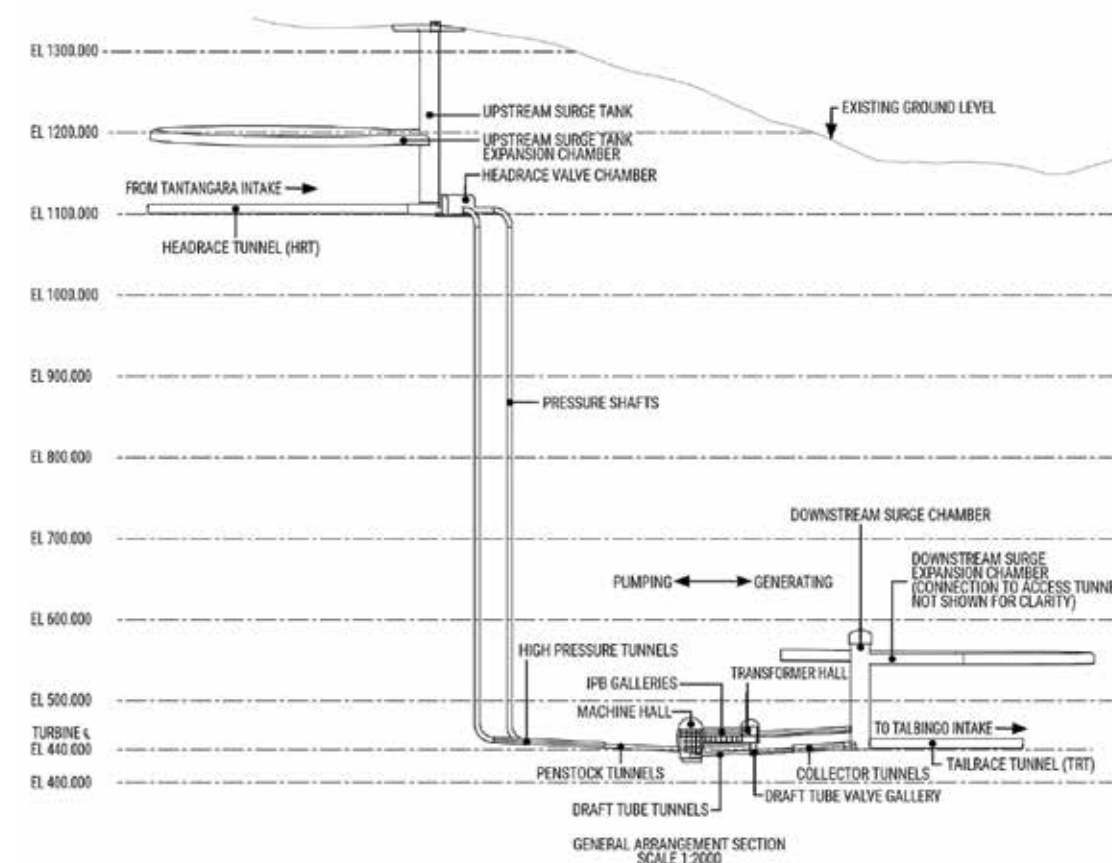 EL 1300.000
UPSTREAM SURGE TANK
EXISTING GROUND LEVEL
EL 1200.000
UPSTREAM SURGE TANK
EXPANSION CHAMBER
HEADRACE VALVE CHAMBER
FROM TANTANGARA INTAKE
EL 1100.000
HEADRACE TUNNEL (HRT)
EL 1000.000
EL 900.000
PRESSURE SHAFTS
EL 800.000
DOWNSTREAM SURGE CHAMBER
EL 700.000
DOWNSTREAM SURGE
EXPANSION CHAMBER
(CONNECTION TO ACCESS TUNNE
NOT SHOWN FOR CLARITY)
PUMPING
GENERATING
EL 600.000
HIGH PRESSURE TUNNELS
TRANSFORMER HALL
IPB GALLERIES
EL 500.000
MACHINE HALL
TURBINE ℄
TO TALBINGO INTAKE
EL 440.000
TAILRACE TUNNEL (TRT)
PENSTOCK TUNNELS
COLLECTOR TUNNELS
EL 400.000
DRAFT TUBE VALVE GALLERY
DRAFT TUBE TUNNELS
GENERAL ARRANGEMENT SECTION
SCALE 1:2000